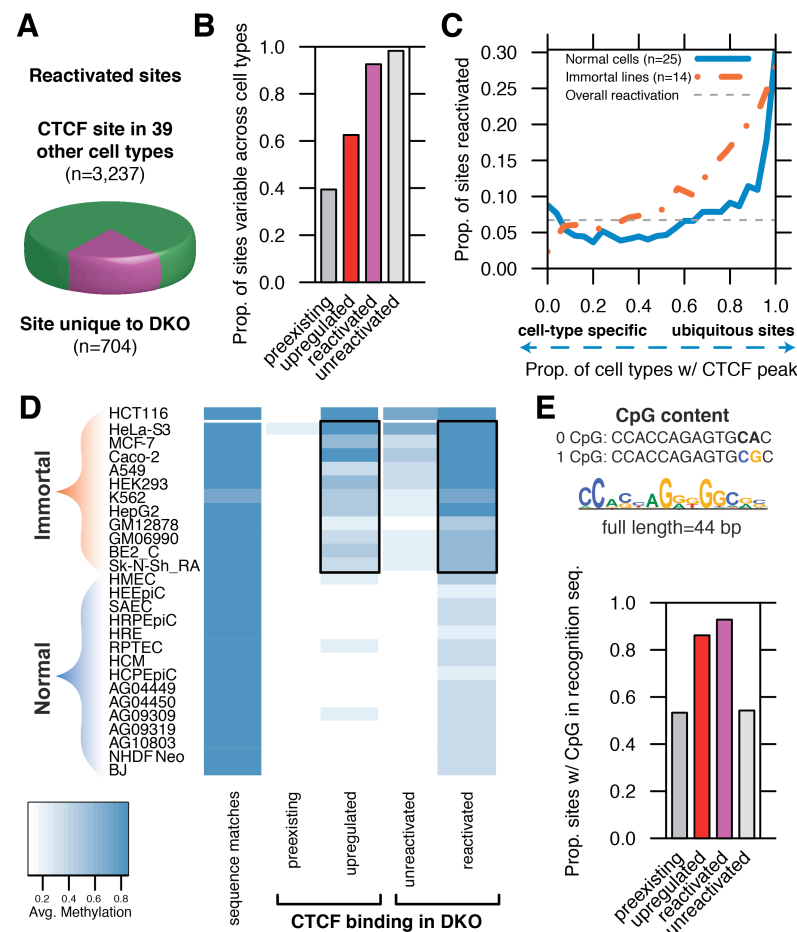 A
Reactivated sites
CTCF site in 39
other cell types
(n=3,237)
Site unique to DKO
(n=704)
B
Prop. of sites variable across cell types
1.0
0.8
0.6
0.4
0.2
0.0
preexisting
upregulated
reactivated
unreactivated
C
Prop. of sites reactivated
0.30
0.25
0.20
0.15
0.10
0.05
0.00
Normal cells (n=25)
Immortal lines (n=14)
Overall reactivation
0.0 0.2 0.4 0.6 0.8 1.0
cell-type specific ubiquitous sites
Prop. of cell types w/ CTCF peak
D
Immortal
Normal
HCT116
HeLa-S3
MCF-7
Caco-2
A549
HEK293
K562
HepG2
GM12878
GM06990
BE2_C
Sk-N-Sh_RA
HMEC
HEEpiC
SAEC
HRPEpiC
HRE
RPTEC
HCM
HCPEpiC
AG04449
AG04450
AG09309
AG09319
AG10803
NHDF Neo
BJ
0.2 0.4 0.6 0.8
Avg. Methylation
sequence matches
preexisting
upregulated
unreactivated
reactivated
CTCF binding in DKO
E
CpG content
0 CpG: CCACCAGAGTGCAC
1 CpG: CCACCAGAGTGCGC
full length=44 bp
Prop. sites w/ CpG in recognition seq.
1.0
0.8
0.6
0.4
0.2
0.0
preexisting
upregulated
reactivated
unreactivated